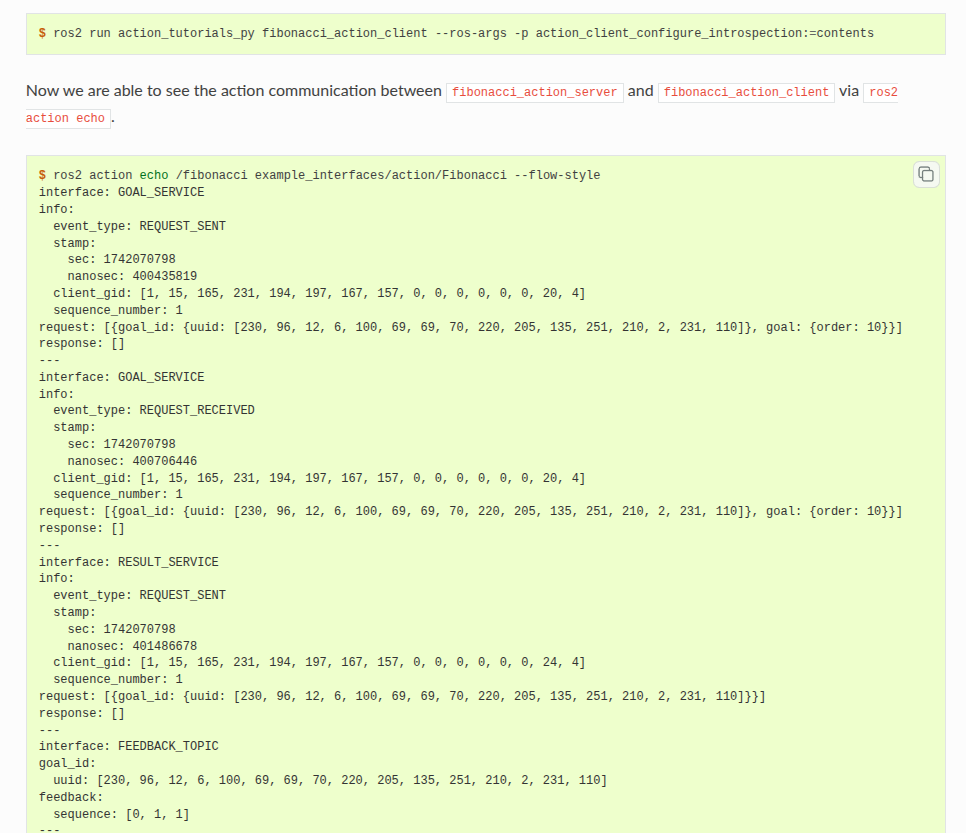 $ ros2 run action_tutorials_py fibonacci_action_client --ros-args -p action_client_configure_introspection:=contents
Now we are able to see the action communication between fibonacci_action_server and fibonacci_action_client via ros2
action echo.
$ ros2 action echo /fibonacci example_interfaces/action/Fibonacci --flow-style
interface: GOAL_SERVICE
info:
  event_type: REQUEST_SENT
  stamp:
    sec: 1742070798
    nanosec: 400435819
  client_gid: [1, 15, 165, 231, 194, 197, 167, 157, 0, 0, 0, 0, 0, 0, 20, 4]
  sequence_number: 1
request: [{goal_id: {uuid: [230, 96, 12, 6, 100, 69, 69, 70, 220, 205, 135, 251, 210, 2, 231, 110]}, goal: {order: 10}}]
response: []
---
interface: GOAL_SERVICE
info:
  event_type: REQUEST_RECEIVED
  stamp:
    sec: 1742070798
    nanosec: 400706446
  client_gid: [1, 15, 165, 231, 194, 197, 167, 157, 0, 0, 0, 0, 0, 0, 20, 4]
  sequence_number: 1
request: [{goal_id: {uuid: [230, 96, 12, 6, 100, 69, 69, 70, 220, 205, 135, 251, 210, 2, 231, 110]}, goal: {order: 10}}]
response: []
---
interface: RESULT_SERVICE
info:
  event_type: REQUEST_SENT
  stamp:
    sec: 1742070798
    nanosec: 401486678
  client_gid: [1, 15, 165, 231, 194, 197, 167, 157, 0, 0, 0, 0, 0, 0, 24, 4]
  sequence_number: 1
request: [{goal_id: {uuid: [230, 96, 12, 6, 100, 69, 69, 70, 220, 205, 135, 251, 210, 2, 231, 110]}}]
response: []
---
interface: FEEDBACK_TOPIC
goal_id:
  uuid: [230, 96, 12, 6, 100, 69, 69, 70, 220, 205, 135, 251, 210, 2, 231, 110]
feedback:
  sequence: [0, 1, 1]
---